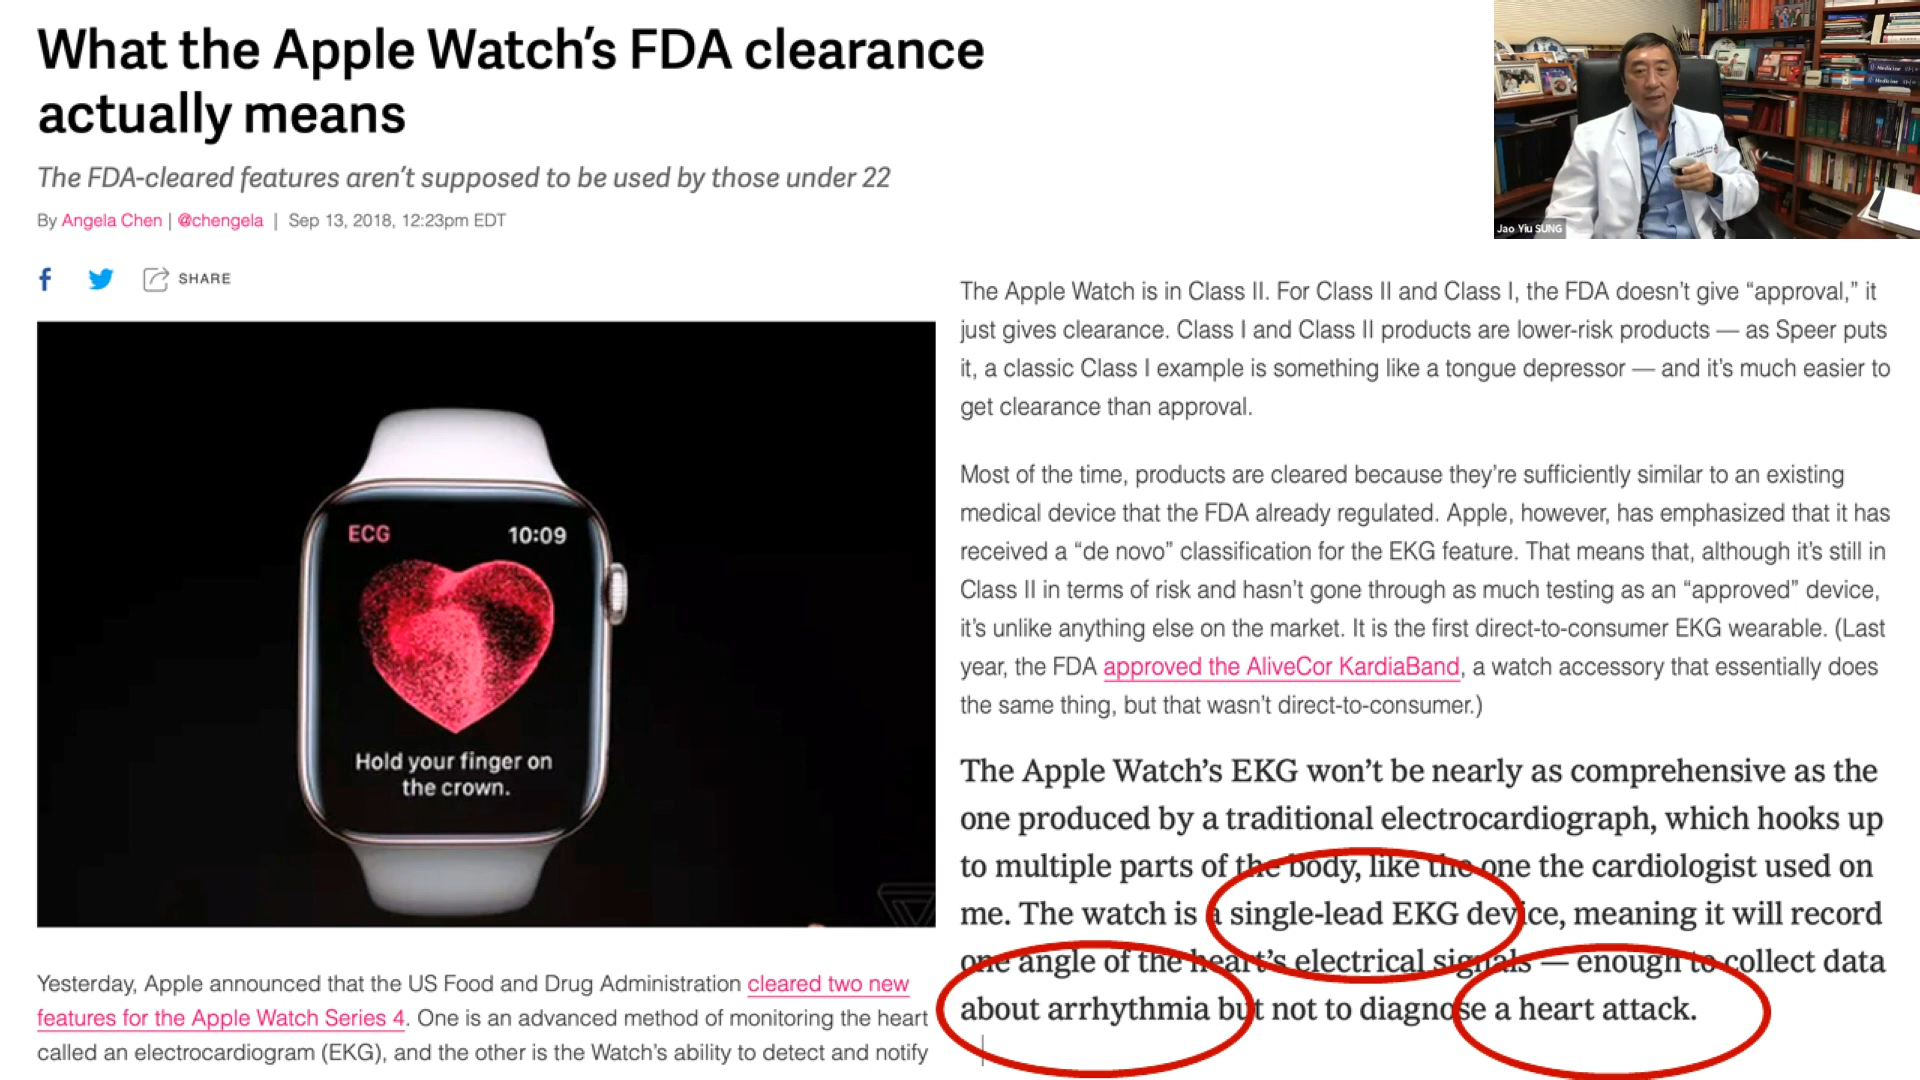 What the Apple Watch's FDA clearance
actually means
The FDA-cleared features aren't supposed to be used by those under 22
By Angela Chen | @chengela | Sep 13, 2018, 12:23pm EDT
SHARE
ECG 10:09
Hold your finger on
the crown.
Yesterday, Apple announced that the US Food and Drug Administration cleared two new
features for the Apple Watch Series 4. One is an advanced method of monitoring the heart
called an electrocardiogram (EKG), and the other is the Watch's ability to detect and notify
Jao Yiu SUNG
The Apple Watch is in Class II. For Class II and Class I, the FDA doesn't give “approval,” it
just gives clearance. Class I and Class II products are lower-risk products — as Speer puts
it, a classic Class I example is something like a tongue depressor — and it's much easier to
get clearance than approval.
Most of the time, products are cleared because they're sufficiently similar to an existing
medical device that the FDA already regulated. Apple, however, has emphasized that it has
received a “de novo” classification for the EKG feature. That means that, although it's still in
Class II in terms of risk and hasn't gone through as much testing as an “approved” device,
it's unlike anything else on the market. It is the first direct-to-consumer EKG wearable. (Last
year, the FDA approved the AliveCor KardiaBand, a watch accessory that essentially does
the same thing, but that wasn't direct-to-consumer.)
The Apple Watch's EKG won't be nearly as comprehensive as the
one produced by a traditional electrocardiograph, which hooks up
to multiple parts of the body, like the one the cardiologist used on
me. The watch is a single-lead EKG device, meaning it will record
one angle of the heart's electrical signals — enough to collect data
about arrhythmia but not to diagnose a heart attack.